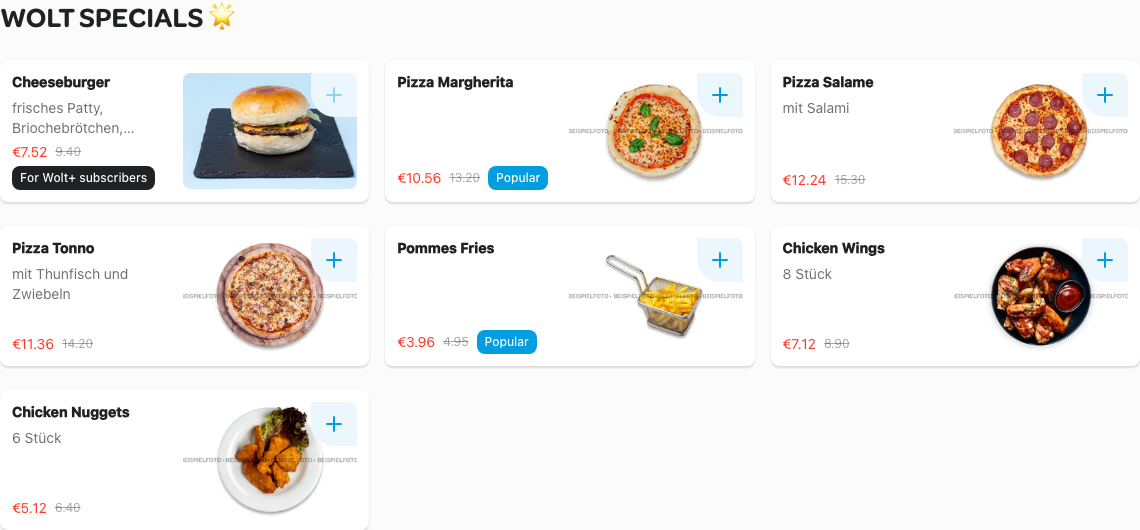 WOLT SPECIALS 🌟
Cheeseburger
frisches Patty,
Briochebrötchen,...
€7.52 9.40
For Wolt+ subscribers
Pizza Margherita
BEISPIELFOTO • BEISPIELFOTO • BEISPIELFOTO
€10.56 13.20 Popular
Pizza Salame
mit Salami
BEISPIELFOTO • BEISPIELFOTO • BEISPIELFOTO
€12.24 15.30
Pizza Tonno
mit Thunfisch und
Zwiebeln
BEISPIELFOTO • BEISPIELFOTO • BEISPIELFOTO
€11.36 14.20
Pommes Fries
BEISPIELFOTO • BEISPIELFOTO • BEISPIELFOTO
€3.96 4.95 Popular
Chicken Wings
8 Stück
BEISPIELFOTO • BEISPIELFOTO • BEISPIELFOTO
€7.12 8.90
Chicken Nuggets
6 Stück
BEISPIELFOTO • BEISPIELFOTO • BEISPIELFOTO
€5.12 6.40